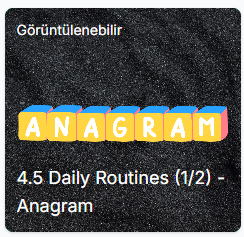 Görüntülenebilir
ANAGRAM
4.5 Daily Routines (1/2) -
Anagram